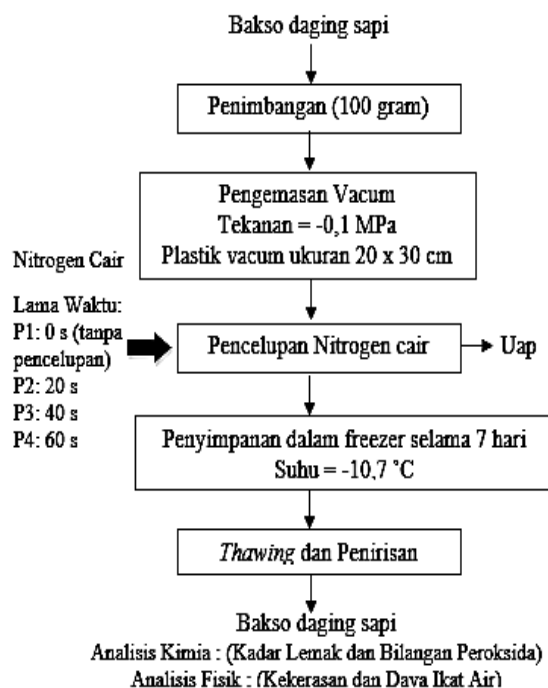 Bakso daging sapi
Penimbangan (100 gram)
Pengemasan Vacum
Tekanan = -0,1 MPa
Plastik vacum ukuran 20 x 30 cm
Nitrogen Cair
Lama Waktu:
P1: 0 s (tanpa
pencelupan)
P2: 20 s
P3: 40 s
P4: 60 s
Pencelupan Nitrogen cair
Uap
Penyimpanan dalam freezer selama 7 hari
Suhu = -10,7 ˚C
Thawing dan Penirisan
Bakso daging sapi
Analisis Kimia : (Kadar Lemak dan Bilangan Peroksida)
Analisis Fisik : (Kekerasan dan Daya Ikat Air)